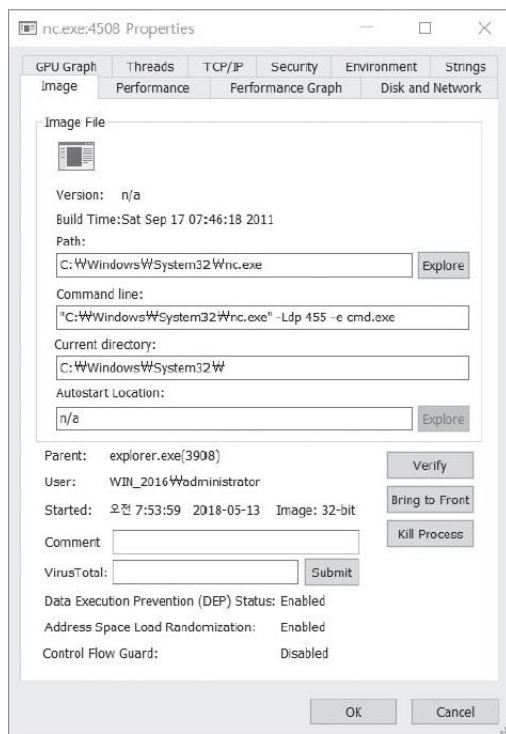 nc.exe:4508 Properties
GPU Graph Threads TCP/IP Security Environment Strings
Image Performance Performance Graph Disk and Network
Image File
Version: n/a
Build Time:Sat Sep 17 07:46:18 2011
Path:
C:₩Windows₩System32₩nc.exe
Explore
Command line:
"C:₩Windows₩System32₩nc.exe" -Ldp 455 -e cmd.exe
Current directory:
C:₩Windows₩System32₩
Autostart Location:
n/a
Explore
Parent: explorer.exe(3908)
Verify
User: WIN_2016₩administrator
Bring to Front
Started: 오전 7:53:59 2018-05-13 Image: 32-bit
Kill Process
Comment
VirusTotal:
Submit
Data Execution Prevention (DEP) Status: Enabled
Address Space Load Randomization: Enabled
Control Flow Guard: Disabled
OK Cancel